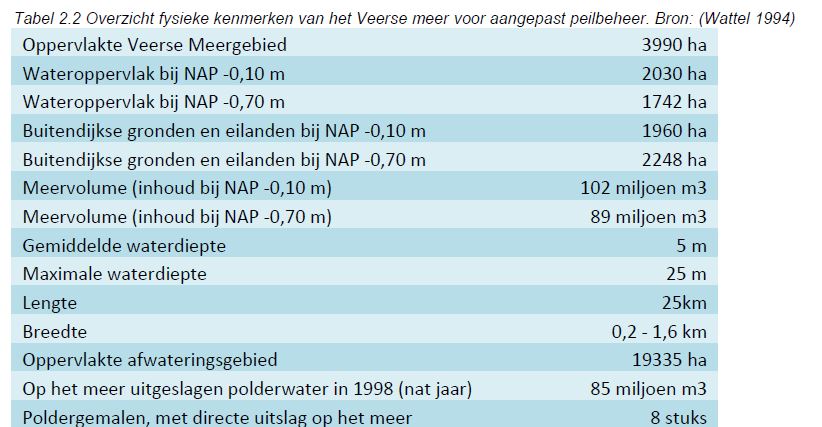 Tabel 2.2 Overzicht fysieke kenmerken van het Veerse meer voor aangepast peilbeheer. Bron: (Wattel 1994)
Oppervlakte Veerse Meergebied 3990 ha
Wateroppervlak bij NAP -0,10 m 2030 ha
Wateroppervlak bij NAP -0,70 m 1742 ha
Buitendijkse gronden en eilanden bij NAP -0,10 m 1960 ha
Buitendijkse gronden en eilanden bij NAP -0,70 m 2248 ha
Meervolume (inhoud bij NAP -0,10 m) 102 miljoen m3
Meervolume (inhoud bij NAP -0,70 m) 89 miljoen m3
Gemiddelde waterdiepte 5 m
Maximale waterdiepte 25 m
Lengte 25km
Breedte 0,2 - 1,6 km
Oppervlakte afwateringsgebied 19335 ha
Op het meer uitgeslagen polderwater in 1998 (nat jaar) 85 miljoen m3
Poldergemalen, met directe uitslag op het meer 8 stuks